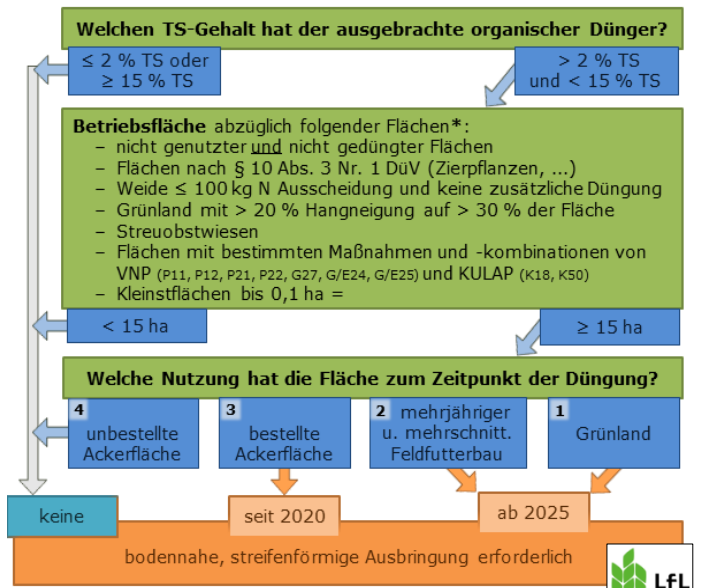 Welchen TS-Gehalt hat der ausgebrachte organischer Dünger?
≤ 2 % TS oder
≥ 15 % TS
> 2 % TS
und < 15 % TS
Betriebsfläche abzüglich folgender Flächen*:
– nicht genutzter und nicht gedüngter Flächen
– Flächen nach § 10 Abs. 3 Nr. 1 DüV (Zierpflanzen, ...)
– Weide ≤ 100 kg N Ausscheidung und keine zusätzliche Düngung
– Grünland mit > 20 % Hangneigung auf > 30 % der Fläche
– Streuobstwiesen
– Flächen mit bestimmten Maßnahmen und -kombinationen von
VNP (P11, P12, P21, P22, G27, G/E24, G/E25) und KULAP (K18, K50)
– Kleinstflächen bis 0,1 ha =
< 15 ha
≥ 15 ha
Welche Nutzung hat die Fläche zum Zeitpunkt der Düngung?
4
unbestellte
Ackerfläche
3
bestellte
Ackerfläche
2 mehrjähriger
u. mehrschnitt.
Feldfutterbau
1
Grünland
keine
seit 2020
ab 2025
bodennahe, streifenförmige Ausbringung erforderlich
LfL